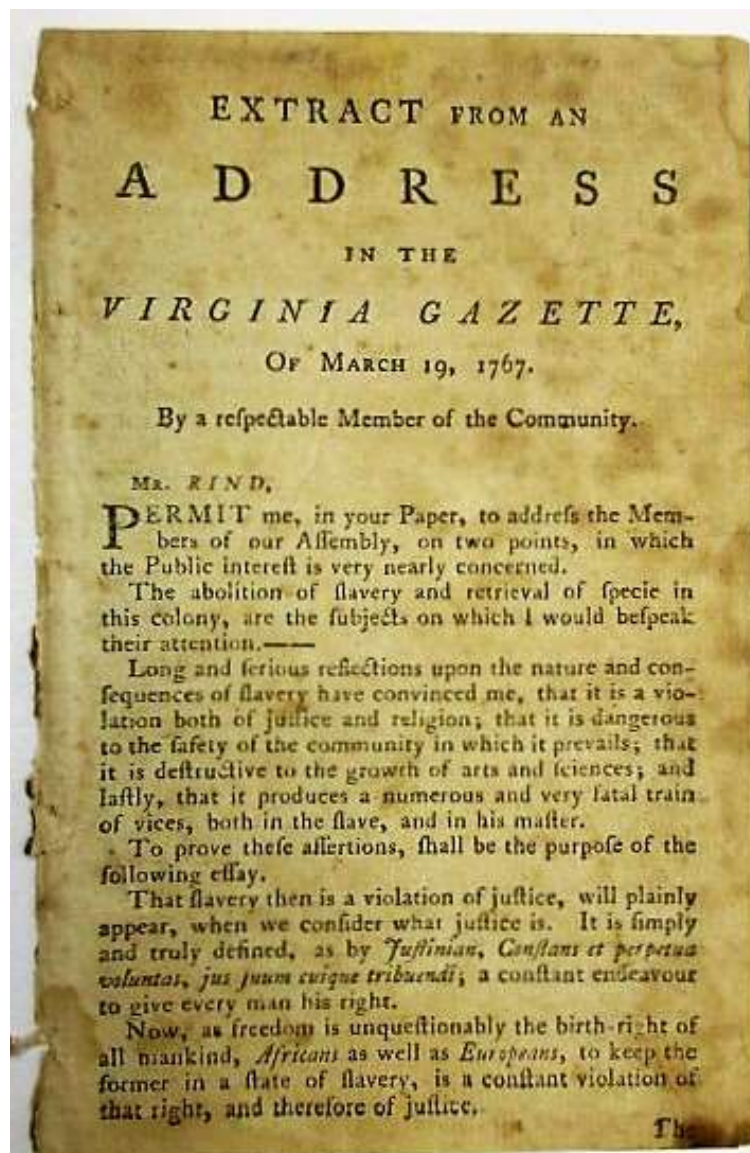 EXTRACT FROM AN
ADDRESS
IN THE
VIRGINIA GAZETTE,
OF MARCH 19, 1767.
By a reſpectable Member of the Community.
MR. RIND,
PERMIT me, in your Paper, to addreſs the Mem-
bers of our Aſſembly, on two points, in which
the Public intereſt is very nearly concerned.
The abolition of ſlavery and retrieval of ſpecie in
this colony, are the ſubjects on which I would beſpeak
their attention.——
Long and ſerious reflections upon the nature and con-
ſequences of ſlavery have convinced me, that it is a vio-
lation both of juſtice and religion; that it is dangerous
to the ſafety of the community in which it prevails; that
it is deſtructive to the growth of arts and ſciences; and
laſtly, that it produces a numerous and very fatal train
of vices, both in the ſlave, and in his maſter.
To prove theſe aſſertions, ſhall be the purpoſe of the
following eſſay.
That ſlavery then is a violation of juſtice, will plainly
appear, when we conſider what juſtice is. It is ſimply
and truly defined, as by Juſtinian, Conſtans et perpetua
voluntas, jus ſuum cuique tribuendi; a conſtant endeavour
to give every man his right.
Now, as freedom is unqueſtionably the birth-right of
all mankind, Africans as well as Europeans, to keep the
former in a ſtate of ſlavery, is a conſtant violation of
that right, and therefore of juſtice.
The